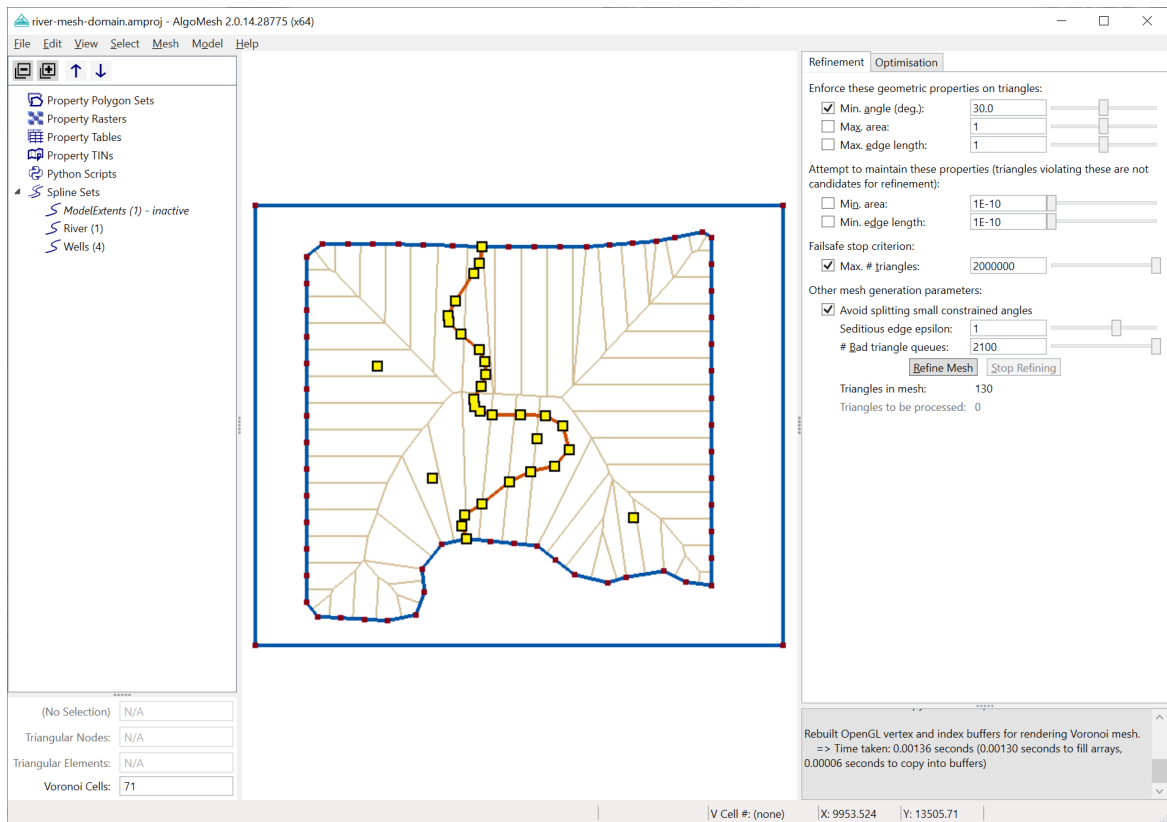 river-mesh-domain.amproj - AlgoMesh 2.0.14.28775 (x64)
File Edit View Select Mesh Model Help
Property Polygon Sets
Property Rasters
Property Tables
Property TINs
Python Scripts
Spline Sets
ModelExtents (1) - inactive
River (1)
Wells (4)
(No Selection) N/A
Triangular Nodes: N/A
Triangular Elements: N/A
Voronoi Cells: 71
Refinement Optimisation
Enforce these geometric properties on triangles:
Min. angle (deg.): 30.0
Max. area: 1
Max. edge length: 1
Attempt to maintain these properties (triangles violating these are not
candidates for refinement):
Min. area: 1E-10
Min. edge length: 1E-10
Failsafe stop criterion:
Max. # triangles: 2000000
Other mesh generation parameters:
Avoid splitting small constrained angles
Seditious edge epsilon: 1
# Bad triangle queues: 2100
Refine Mesh Stop Refining
Triangles in mesh: 130
Triangles to be processed: 0
Rebuilt OpenGL vertex and index buffers for rendering Voronoi mesh.
=> Time taken: 0.00136 seconds (0.00130 seconds to fill arrays,
0.00006 seconds to copy into buffers)
V Cell #: (none) X: 9953.524 Y: 13505.71